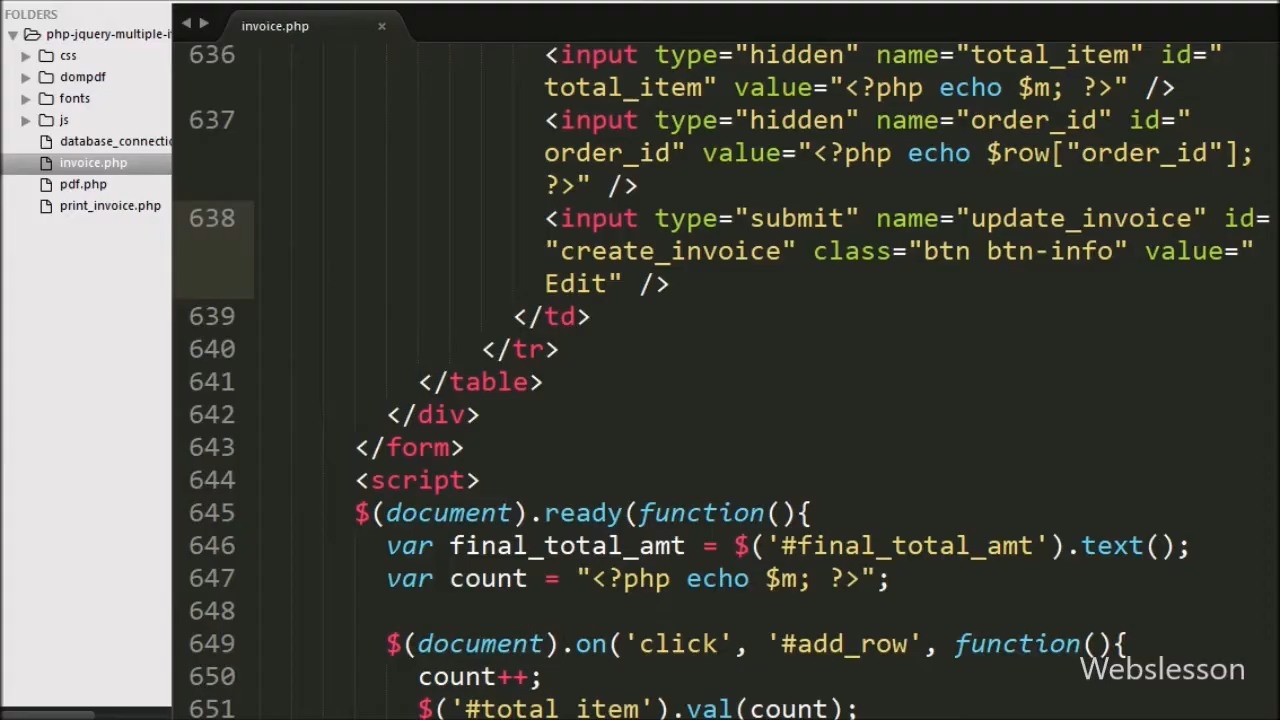 FOLDERS
php-jquery-multiple-i
css
dompdf
fonts
js
database_connectio
invoice.php
pdf.php
print_invoice.php
invoice.php ×
636 <input type="hidden" name="total_item" id="
total_item" value="<?php echo $m; ?>" />
637 <input type="hidden" name="order_id" id="
order_id" value="<?php echo $row["order_id"];
?>" />
638 <input type="submit" name="update_invoice" id=
"create_invoice" class="btn btn-info" value="
Edit" />
639 </td>
640 </tr>
641 </table>
642 </div>
643 </form>
644 <script>
645 $(document).ready(function(){
646 var final_total_amt = $('#final_total_amt').text();
647 var count = "<?php echo $m; ?>";
648
649 $(document).on('click', '#add_row', function(){
650 count++;
651 $('#total_item').val(count);
Webslesson